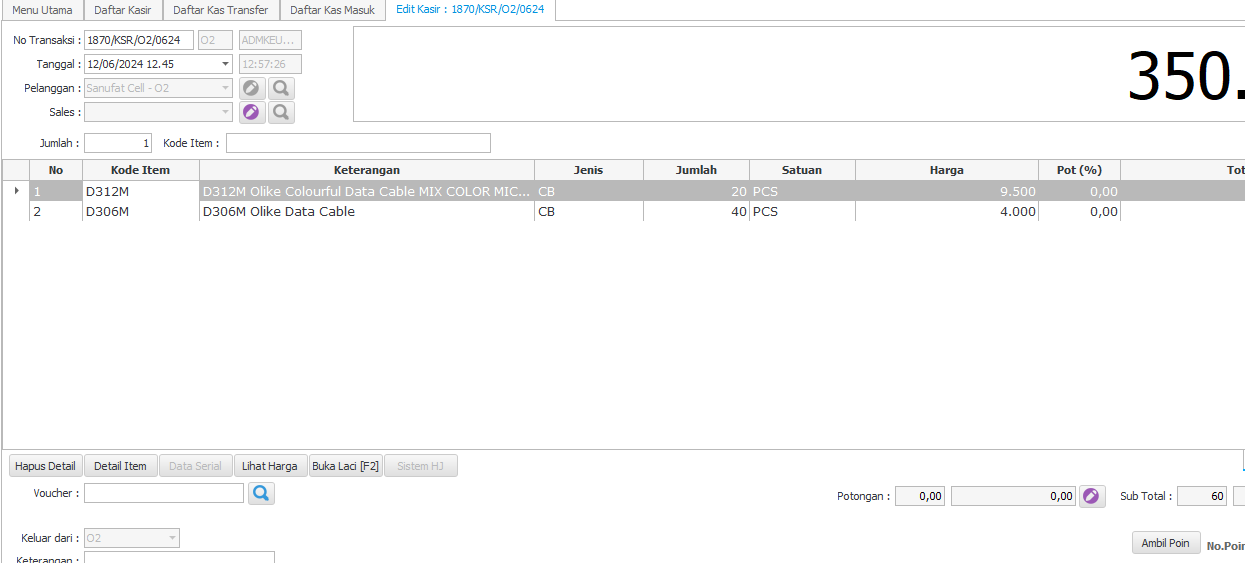 Menu Utama Daftar Kasir Daftar Kas Transfer Daftar Kas Masuk Edit Kasir : 1870/KSR/O2/0624
No Transaksi : 1870/KSR/O2/0624 O2 ADMKEU...
350.
Tanggal : 12/06/2024 12.45 12:57:26
Pelanggan : Sanufat Cell - O2
Sales :
Jumlah : 1 Kode Item :
No Kode Item Keterangan Jenis Jumlah Satuan Harga Pot (%) Tot
1 D312M D312M Olike Colourful Data Cable MIX COLOR MIC... CB 20 PCS 9.500 0,00
2 D306M D306M Olike Data Cable CB 40 PCS 4.000 0,00
Hapus Detail Detail Item Data Serial Lihat Harga Buka Laci [F2] Sistem HJ
Voucher : Potongan : 0,00 0,00 Sub Total : 60
Keluar dari : O2
Ambil Poin No.Poin
Keterangan :